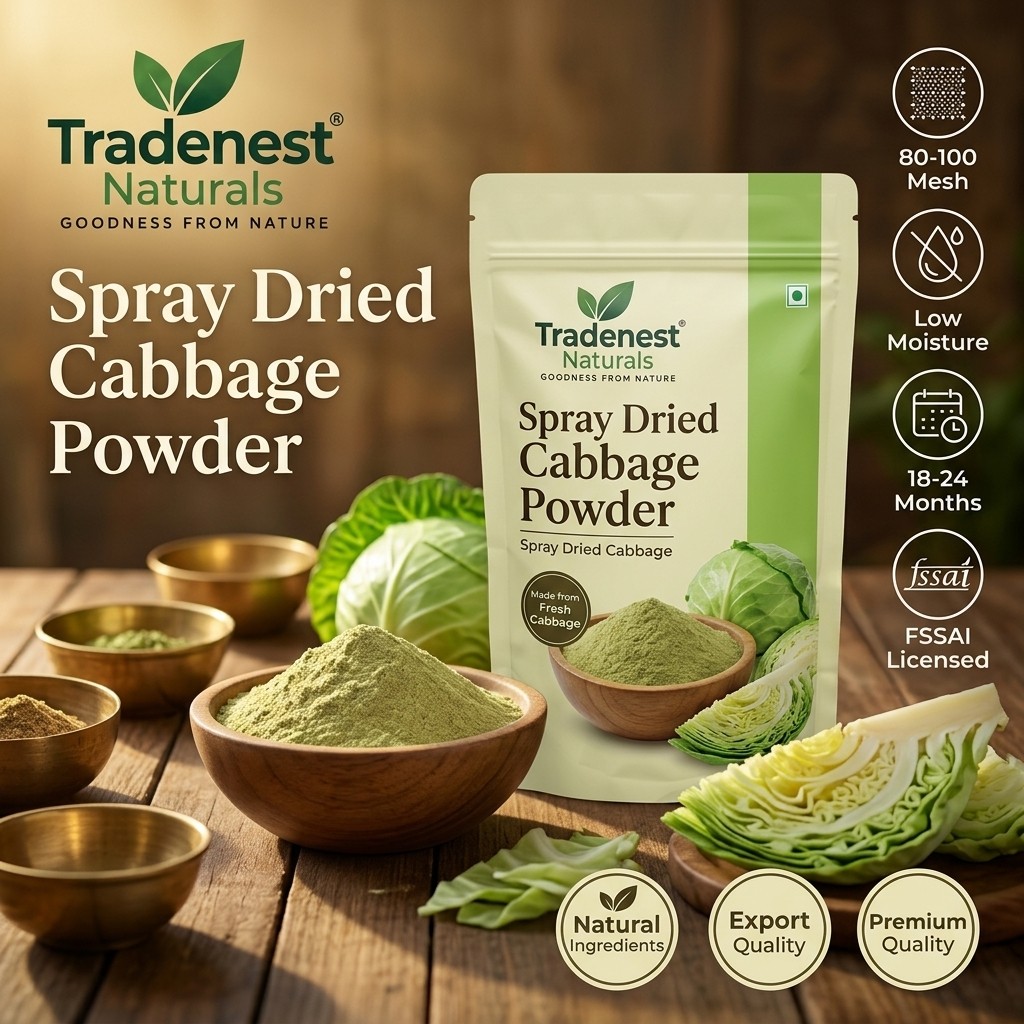 Tradenest®
Naturals
GOODNESS FROM NATURE
Spray Dried
Cabbage
Powder
Tradenest®
Naturals
GOODNESS FROM NATURE
Spray Dried
Cabbage
Powder
Spray Dried Cabbage
Made from
Fresh
Cabbage
80-100
Mesh
Low
Moisture
18-24
Months
fssai
FSSAI
Licensed
Natural
Ingredients
Export
Quality
Premium
Quality